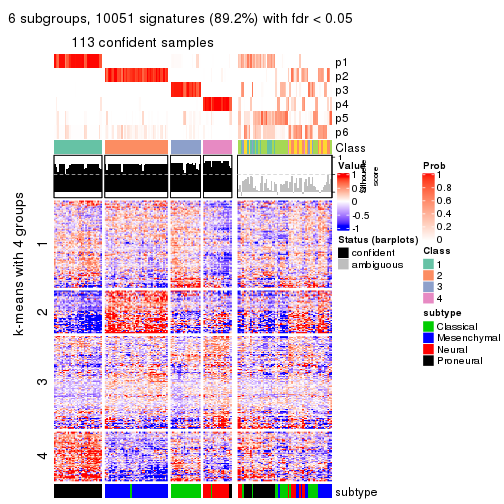 6 subgroups, 10051 signatures (89.2%) with fdr < 0.05
113 confident samples
p1
p2
p3
p4
p5
p6
Class
1
Silhouette
score
Value
1
0.5
0
-0.5
-1
Status (barplots)
confident
ambiguous
Prob
1
0.8
0.6
0.4
0.2
0
Class
1
2
3
4
subtype
Classical
Mesenchymal
Neural
Proneural
k-means with 4 groups
1
2
3
4
subtype